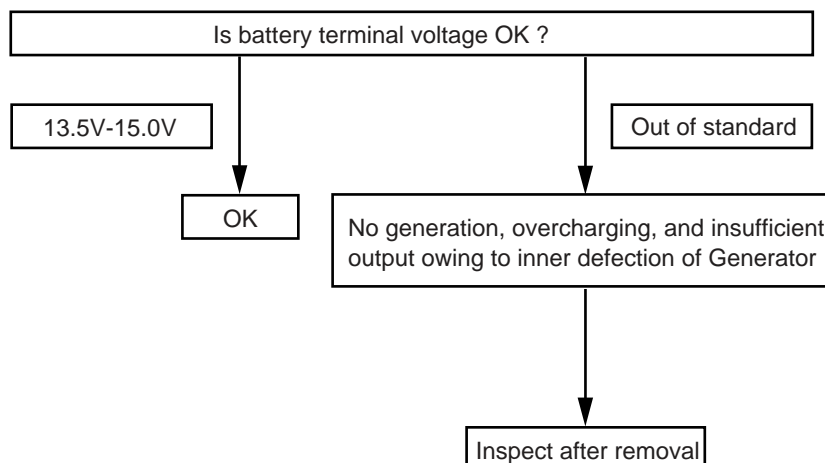 Is battery terminal voltage OK ?
13.5V-15.0V
Out of standard
OK
No generation, overcharging, and insufficient
output owing to inner defection of Generator
Inspect after removal